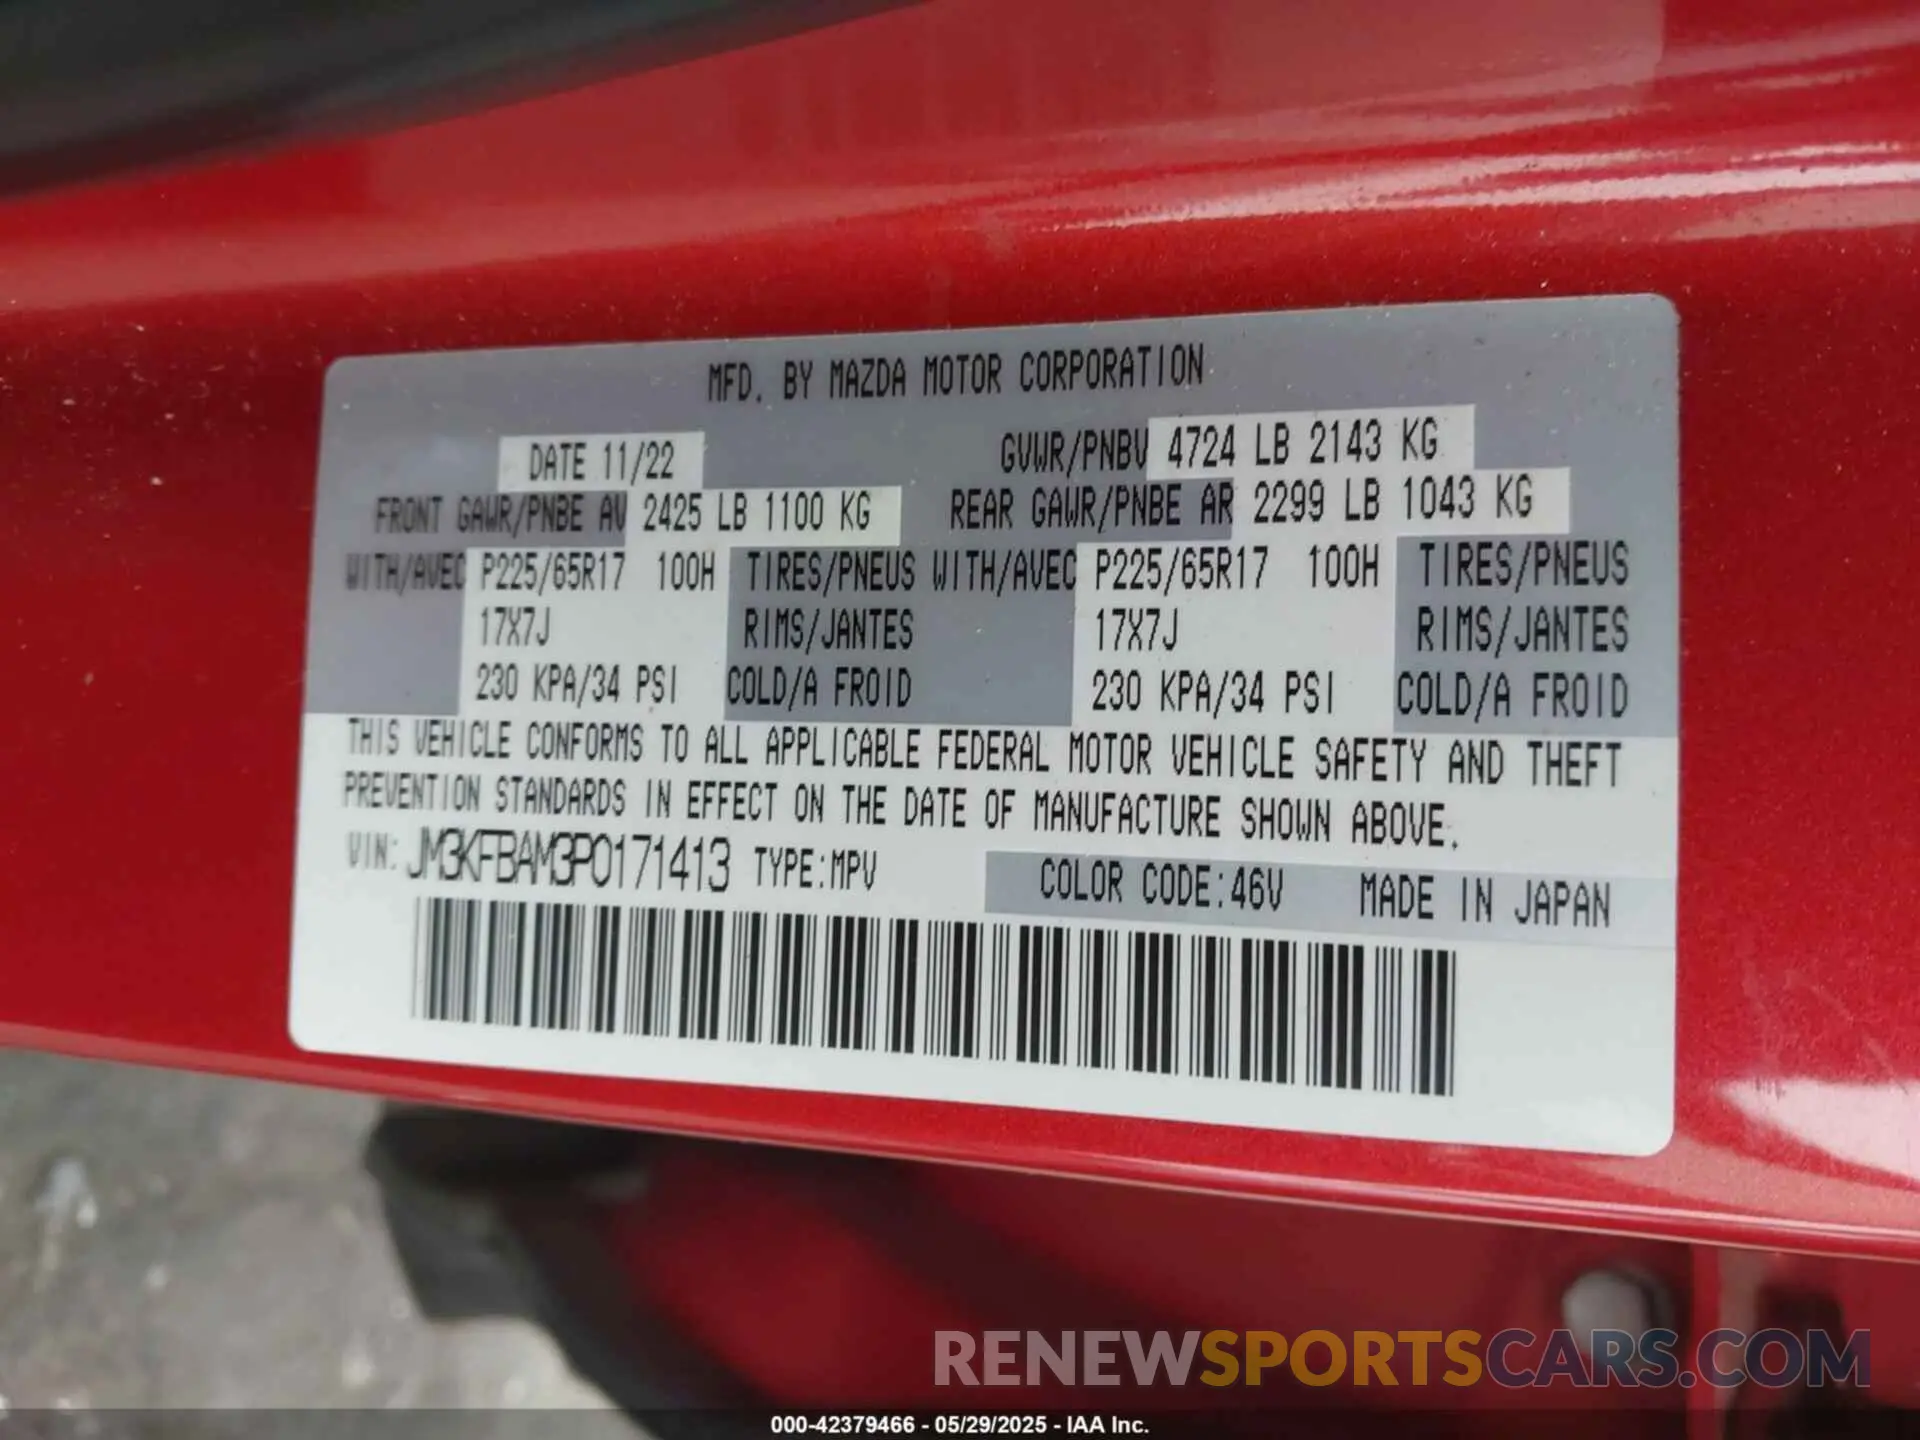 MFD. BY MAZDA MOTOR CORPORATION
DATE 11/22 GVWR/PNBV 4724 LB 2143 KG
FRONT GAWR/PNBE AV 2425 LB 1100 KG REAR GAWR/PNBE AR 2299 LB 1043 KG
WITH/AVEC P225/65R17 100H TIRES/PNEUS WITH/AVEC P225/65R17 100H TIRES/PNEUS
17X7J RIMS/JANTES 17X7J RIMS/JANTES
230 KPA/34 PSI COLD/A FROID 230 KPA/34 PSI COLD/A FROID
THIS VEHICLE CONFORMS TO ALL APPLICABLE FEDERAL MOTOR VEHICLE SAFETY AND THEFT
PREVENTION STANDARDS IN EFFECT ON THE DATE OF MANUFACTURE SHOWN ABOVE.
VIN: JM3KFBAM3P0171413 TYPE:MPV COLOR CODE:46V MADE IN JAPAN
RENEWSPORTSCARS.COM
000-42379466 - 05/29/2025 - IAA Inc.